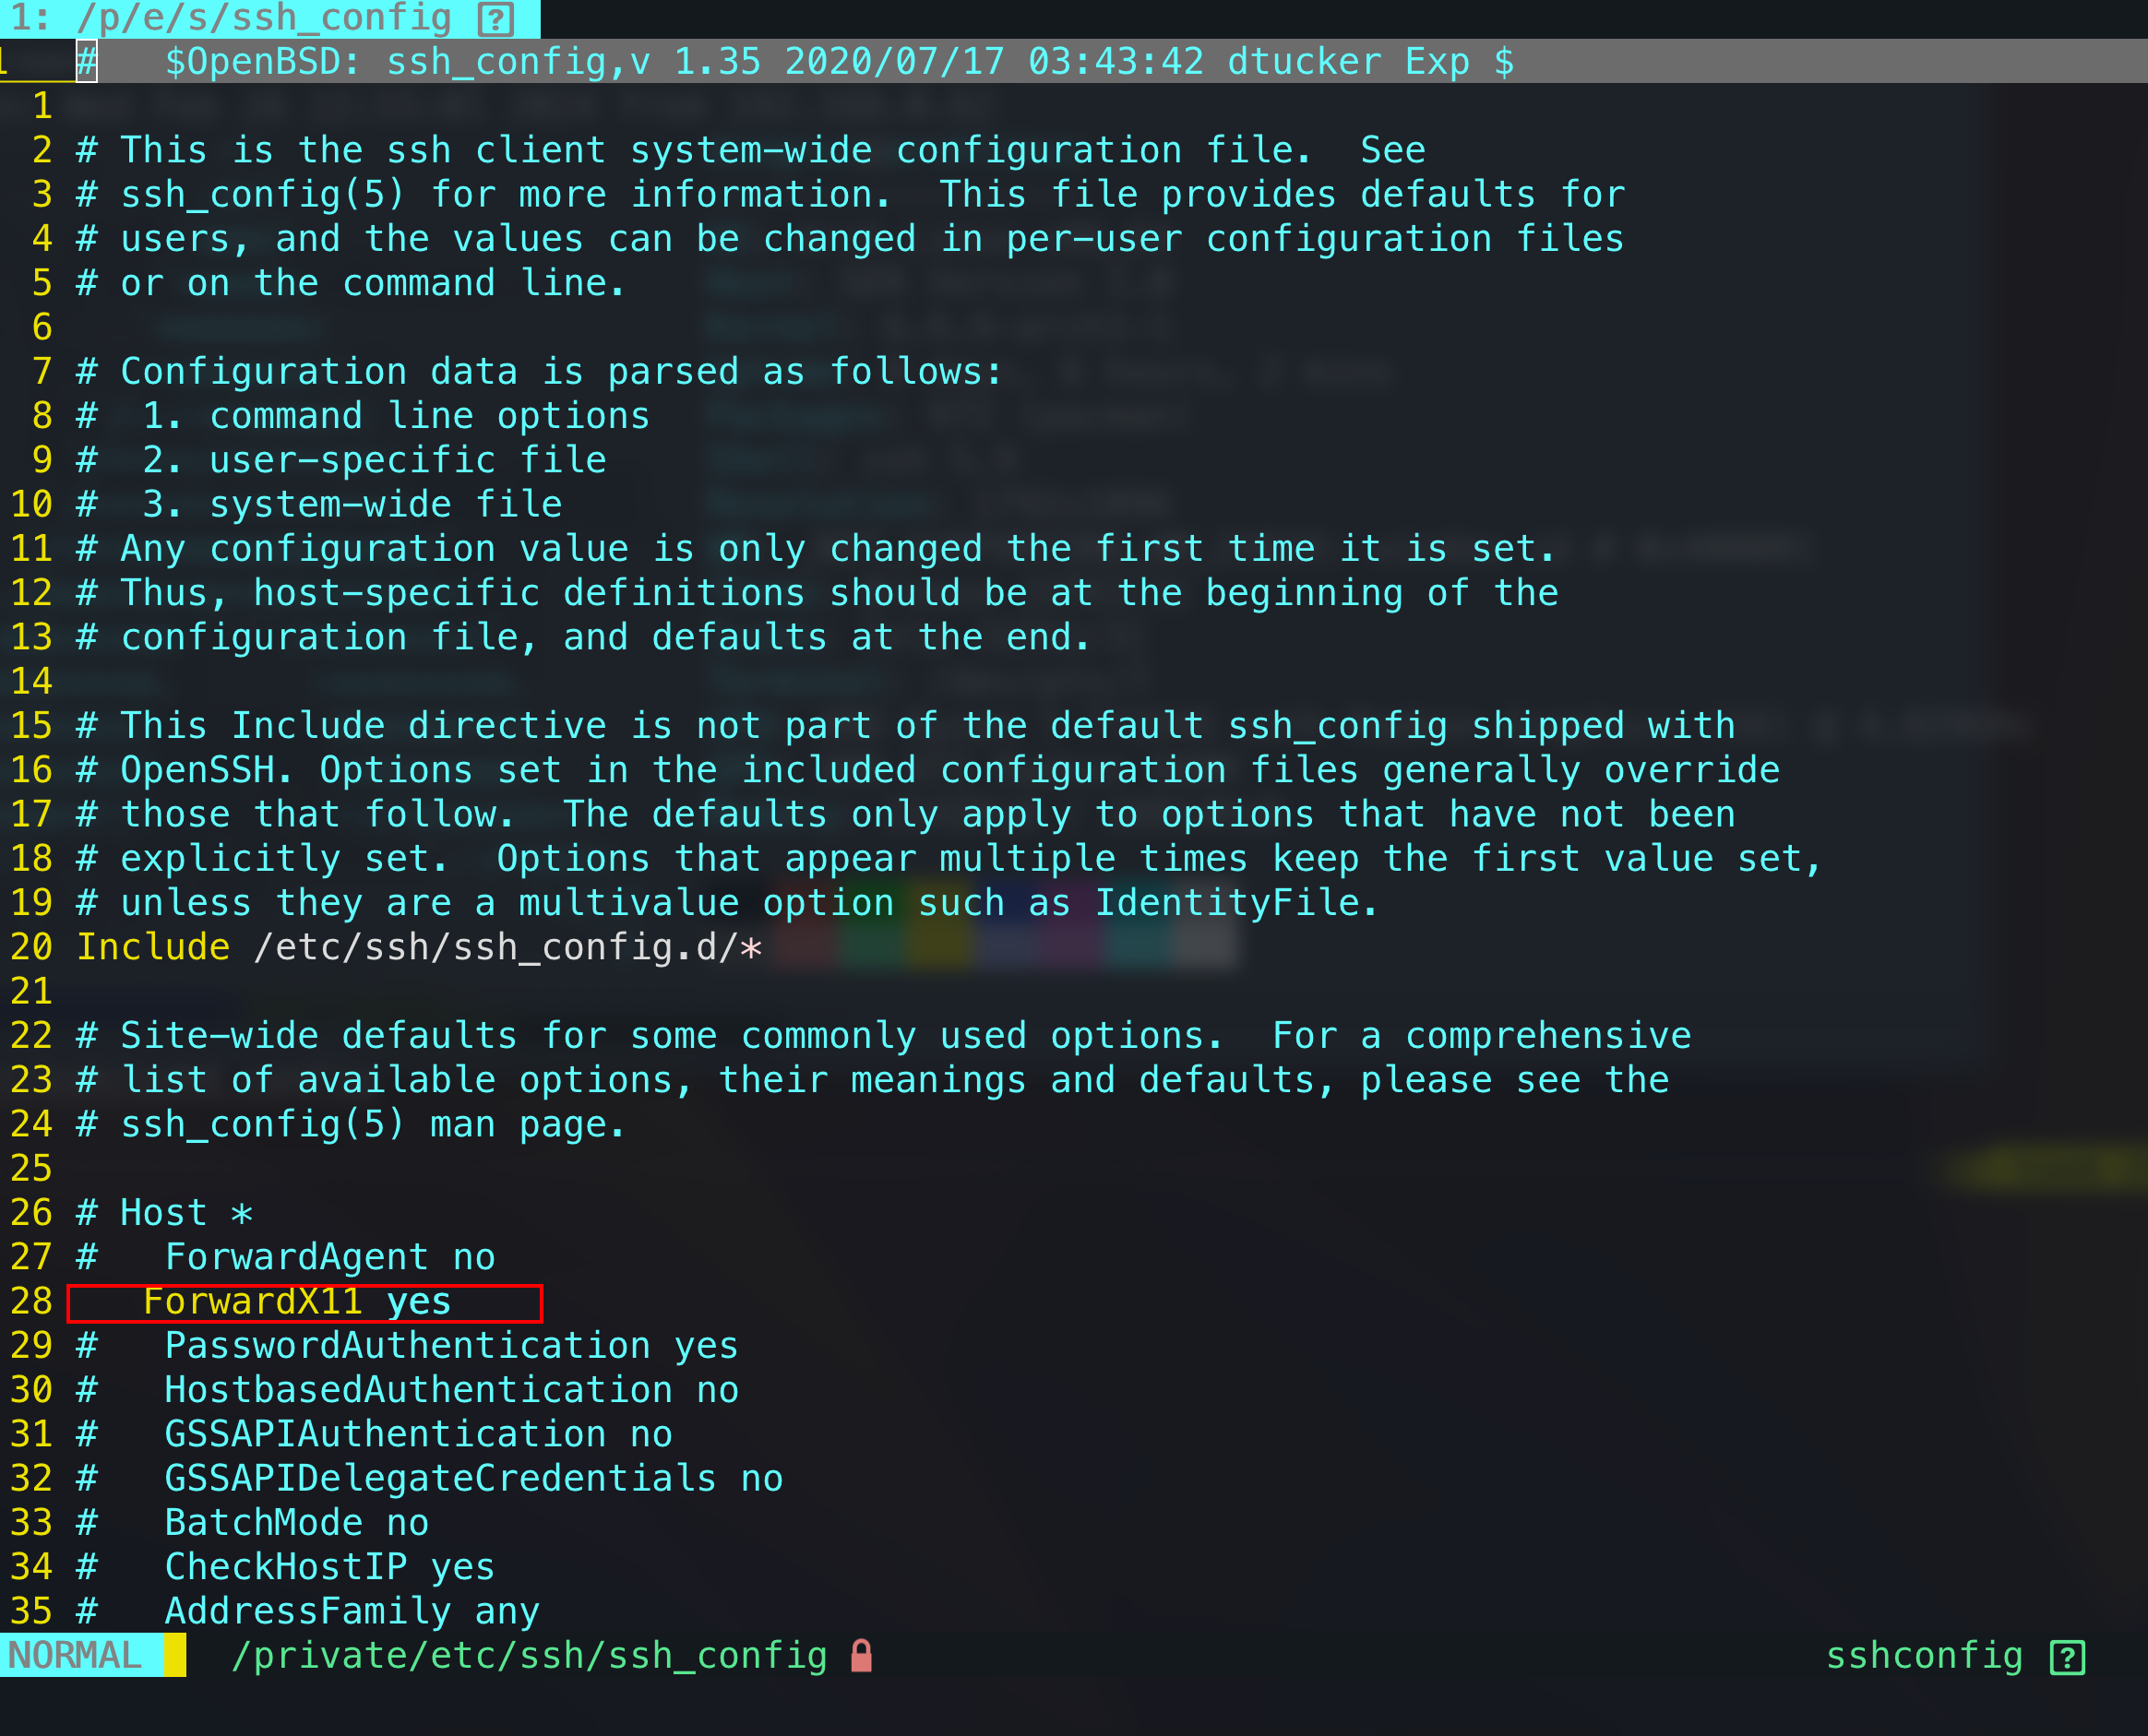 1: /p/e/s/ssh_config [?]
1 #   $OpenBSD: ssh_config,v 1.35 2020/07/17 03:43:42 dtucker Exp $
1
2 # This is the ssh client system-wide configuration file.  See
3 # ssh_config(5) for more information.  This file provides defaults for
4 # users, and the values can be changed in per-user configuration files
5 # or on the command line.
6
7 # Configuration data is parsed as follows:
8 #  1. command line options
9 #  2. user-specific file
10 #  3. system-wide file
11 # Any configuration value is only changed the first time it is set.
12 # Thus, host-specific definitions should be at the beginning of the
13 # configuration file, and defaults at the end.
14
15 # This Include directive is not part of the default ssh_config shipped with
16 # OpenSSH. Options set in the included configuration files generally override
17 # those that follow.  The defaults only apply to options that have not been
18 # explicitly set.  Options that appear multiple times keep the first value set,
19 # unless they are a multivalue option such as IdentityFile.
20 Include /etc/ssh/ssh_config.d/*
21
22 # Site-wide defaults for some commonly used options.  For a comprehensive
23 # list of available options, their meanings and defaults, please see the
24 # ssh_config(5) man page.
25
26 # Host *
27 #   ForwardAgent no
28    ForwardX11 yes
29 #   PasswordAuthentication yes
30 #   HostbasedAuthentication no
31 #   GSSAPIAuthentication no
32 #   GSSAPIDelegateCredentials no
33 #   BatchMode no
34 #   CheckHostIP yes
35 #   AddressFamily any
NORMAL /private/etc/ssh/ssh_config sshconfig [?]